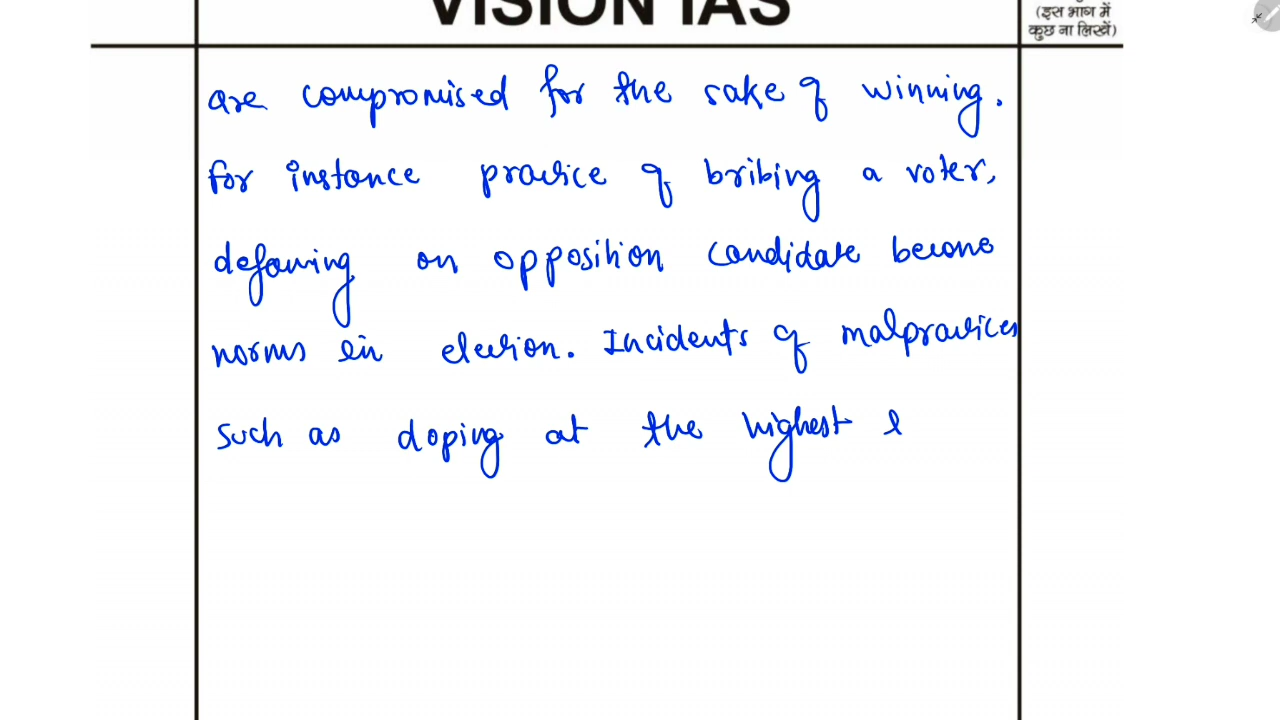 VISION IAS
(इस भाग में
कुछ ना लिखें)
are compromised for the sake of winning.
For instance practice of bribing a voter,
defaming an opposition candidate become
norms in election. Incidents of malpractices
such as doping at the highest l